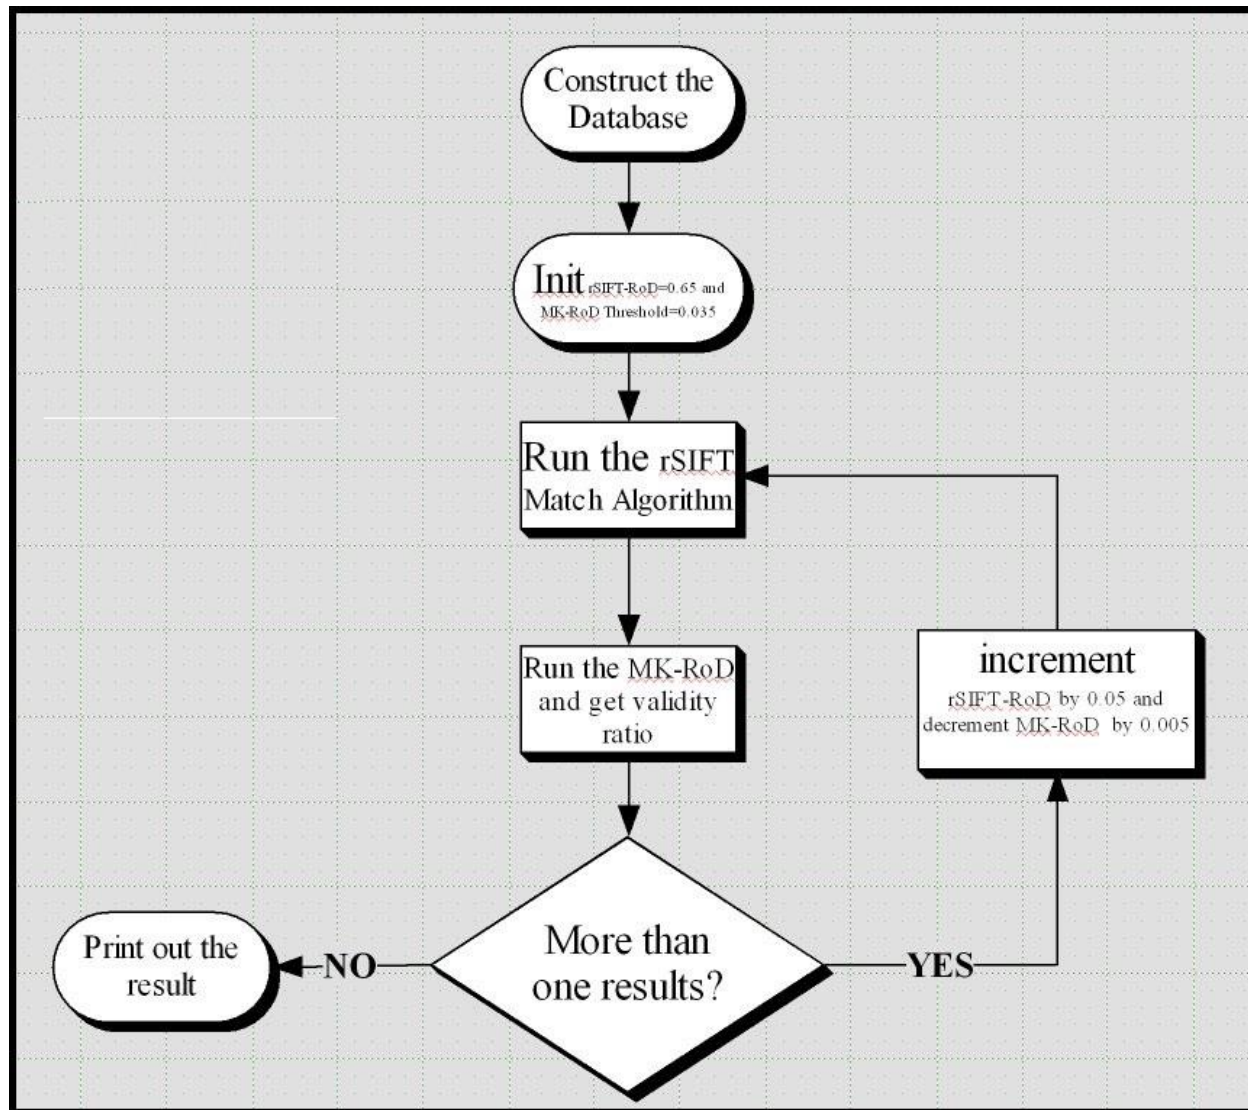 Construct the
Database
Init rSIFT-RoD=0.65 and
MK-RoD Threshold=0.035
Run the rSIFT
Match Algorithm
Run the MK-RoD
and get validity
ratio
increment
rSIFT-RoD by 0.05 and
decrement MK-RoD by 0.005
More than
one results?
YES
NO
Print out the
result